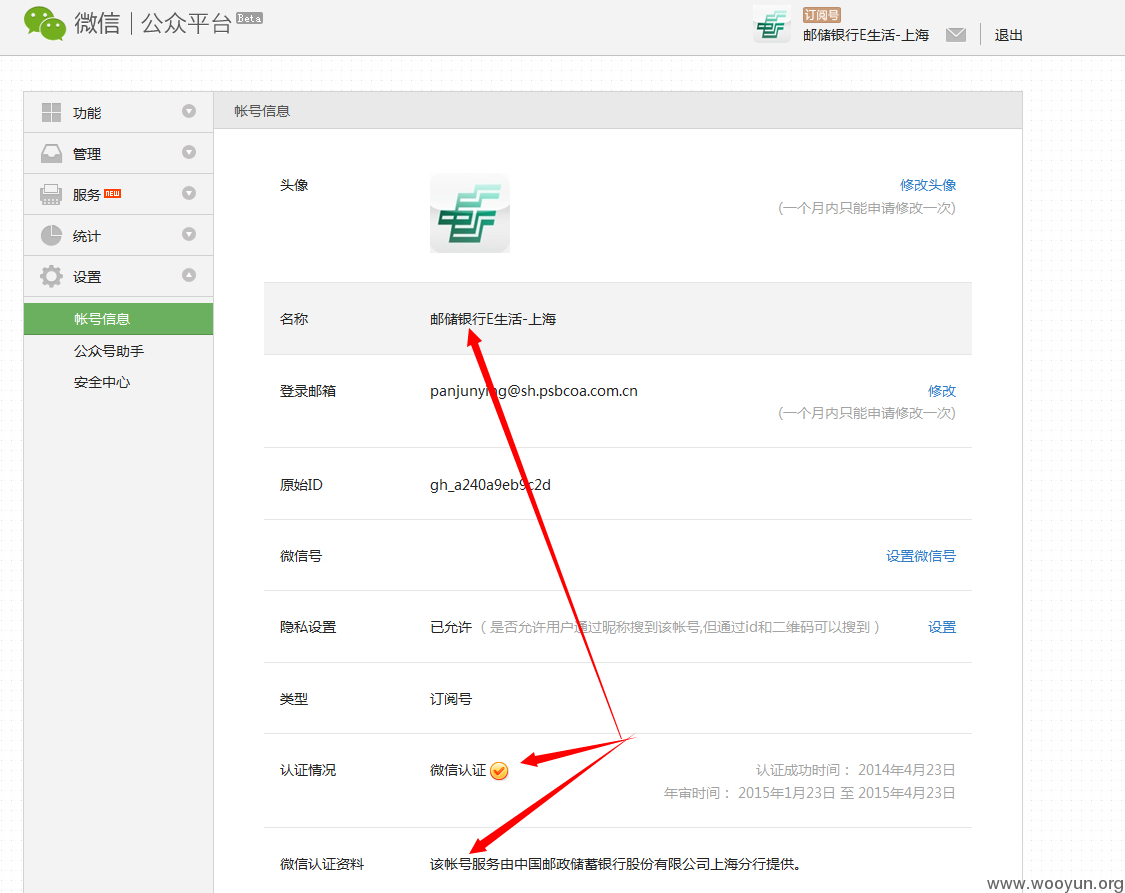 微信 | 公众平台 Beta
订阅号
邮储银行E生活-上海
退出
功能
管理
服务 NEW
统计
设置
帐号信息
公众号助手
安全中心
帐号信息
头像
修改头像
(一个月内只能申请修改一次)
名称 邮储银行E生活-上海
登录邮箱 panjunying@sh.psbcoa.com.cn 修改
(一个月内只能申请修改一次)
原始ID gh_a240a9eb9c2d
微信号 设置微信号
隐私设置 已允许 ( 是否允许用户通过昵称搜到该帐号,但通过id和二维码可以搜到 ) 设置
类型 订阅号
认证情况 微信认证 认证成功时间： 2014年4月23日
年审时间： 2015年1月23日 至 2015年4月23日
微信认证资料 该帐号服务由中国邮政储蓄银行股份有限公司上海分行提供。
www.wooyun.org